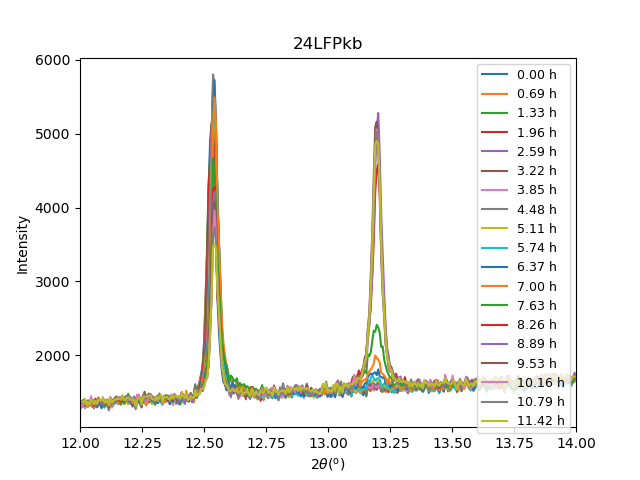 24LFPkb
6000
5000
4000
3000
2000
Intensity
12.00 12.25 12.50 12.75 13.00 13.25 13.50 13.75 14.00
2θ(°)
0.00 h
0.69 h
1.33 h
1.96 h
2.59 h
3.22 h
3.85 h
4.48 h
5.11 h
5.74 h
6.37 h
7.00 h
7.63 h
8.26 h
8.89 h
9.53 h
10.16 h
10.79 h
11.42 h